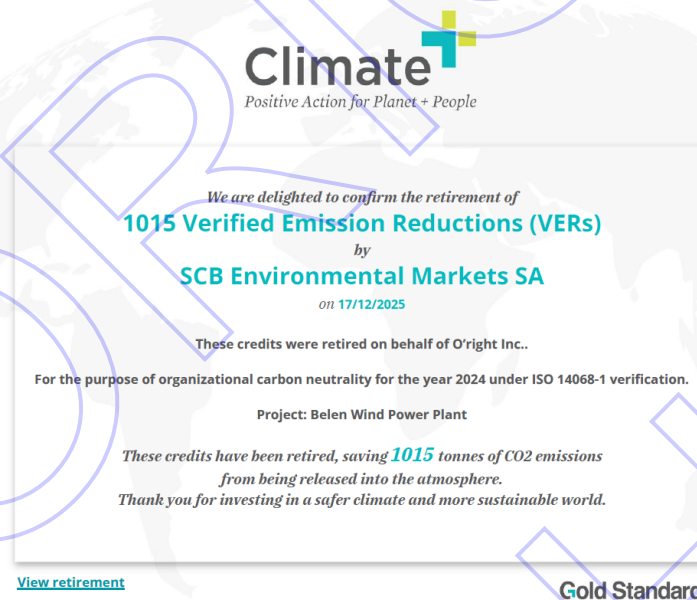 Climate+
Positive Action for Planet + People
We are delighted to confirm the retirement of
1015 Verified Emission Reductions (VERs)
by
SCB Environmental Markets SA
on 17/12/2025
These credits were retired on behalf of O'right Inc..
For the purpose of organizational carbon neutrality for the year 2024 under ISO 14068-1 verification.
Project: Belen Wind Power Plant
These credits have been retired, saving 1015 tonnes of CO2 emissions
from being released into the atmosphere.
Thank you for investing in a safer climate and more sustainable world.
View retirement
Gold Standard